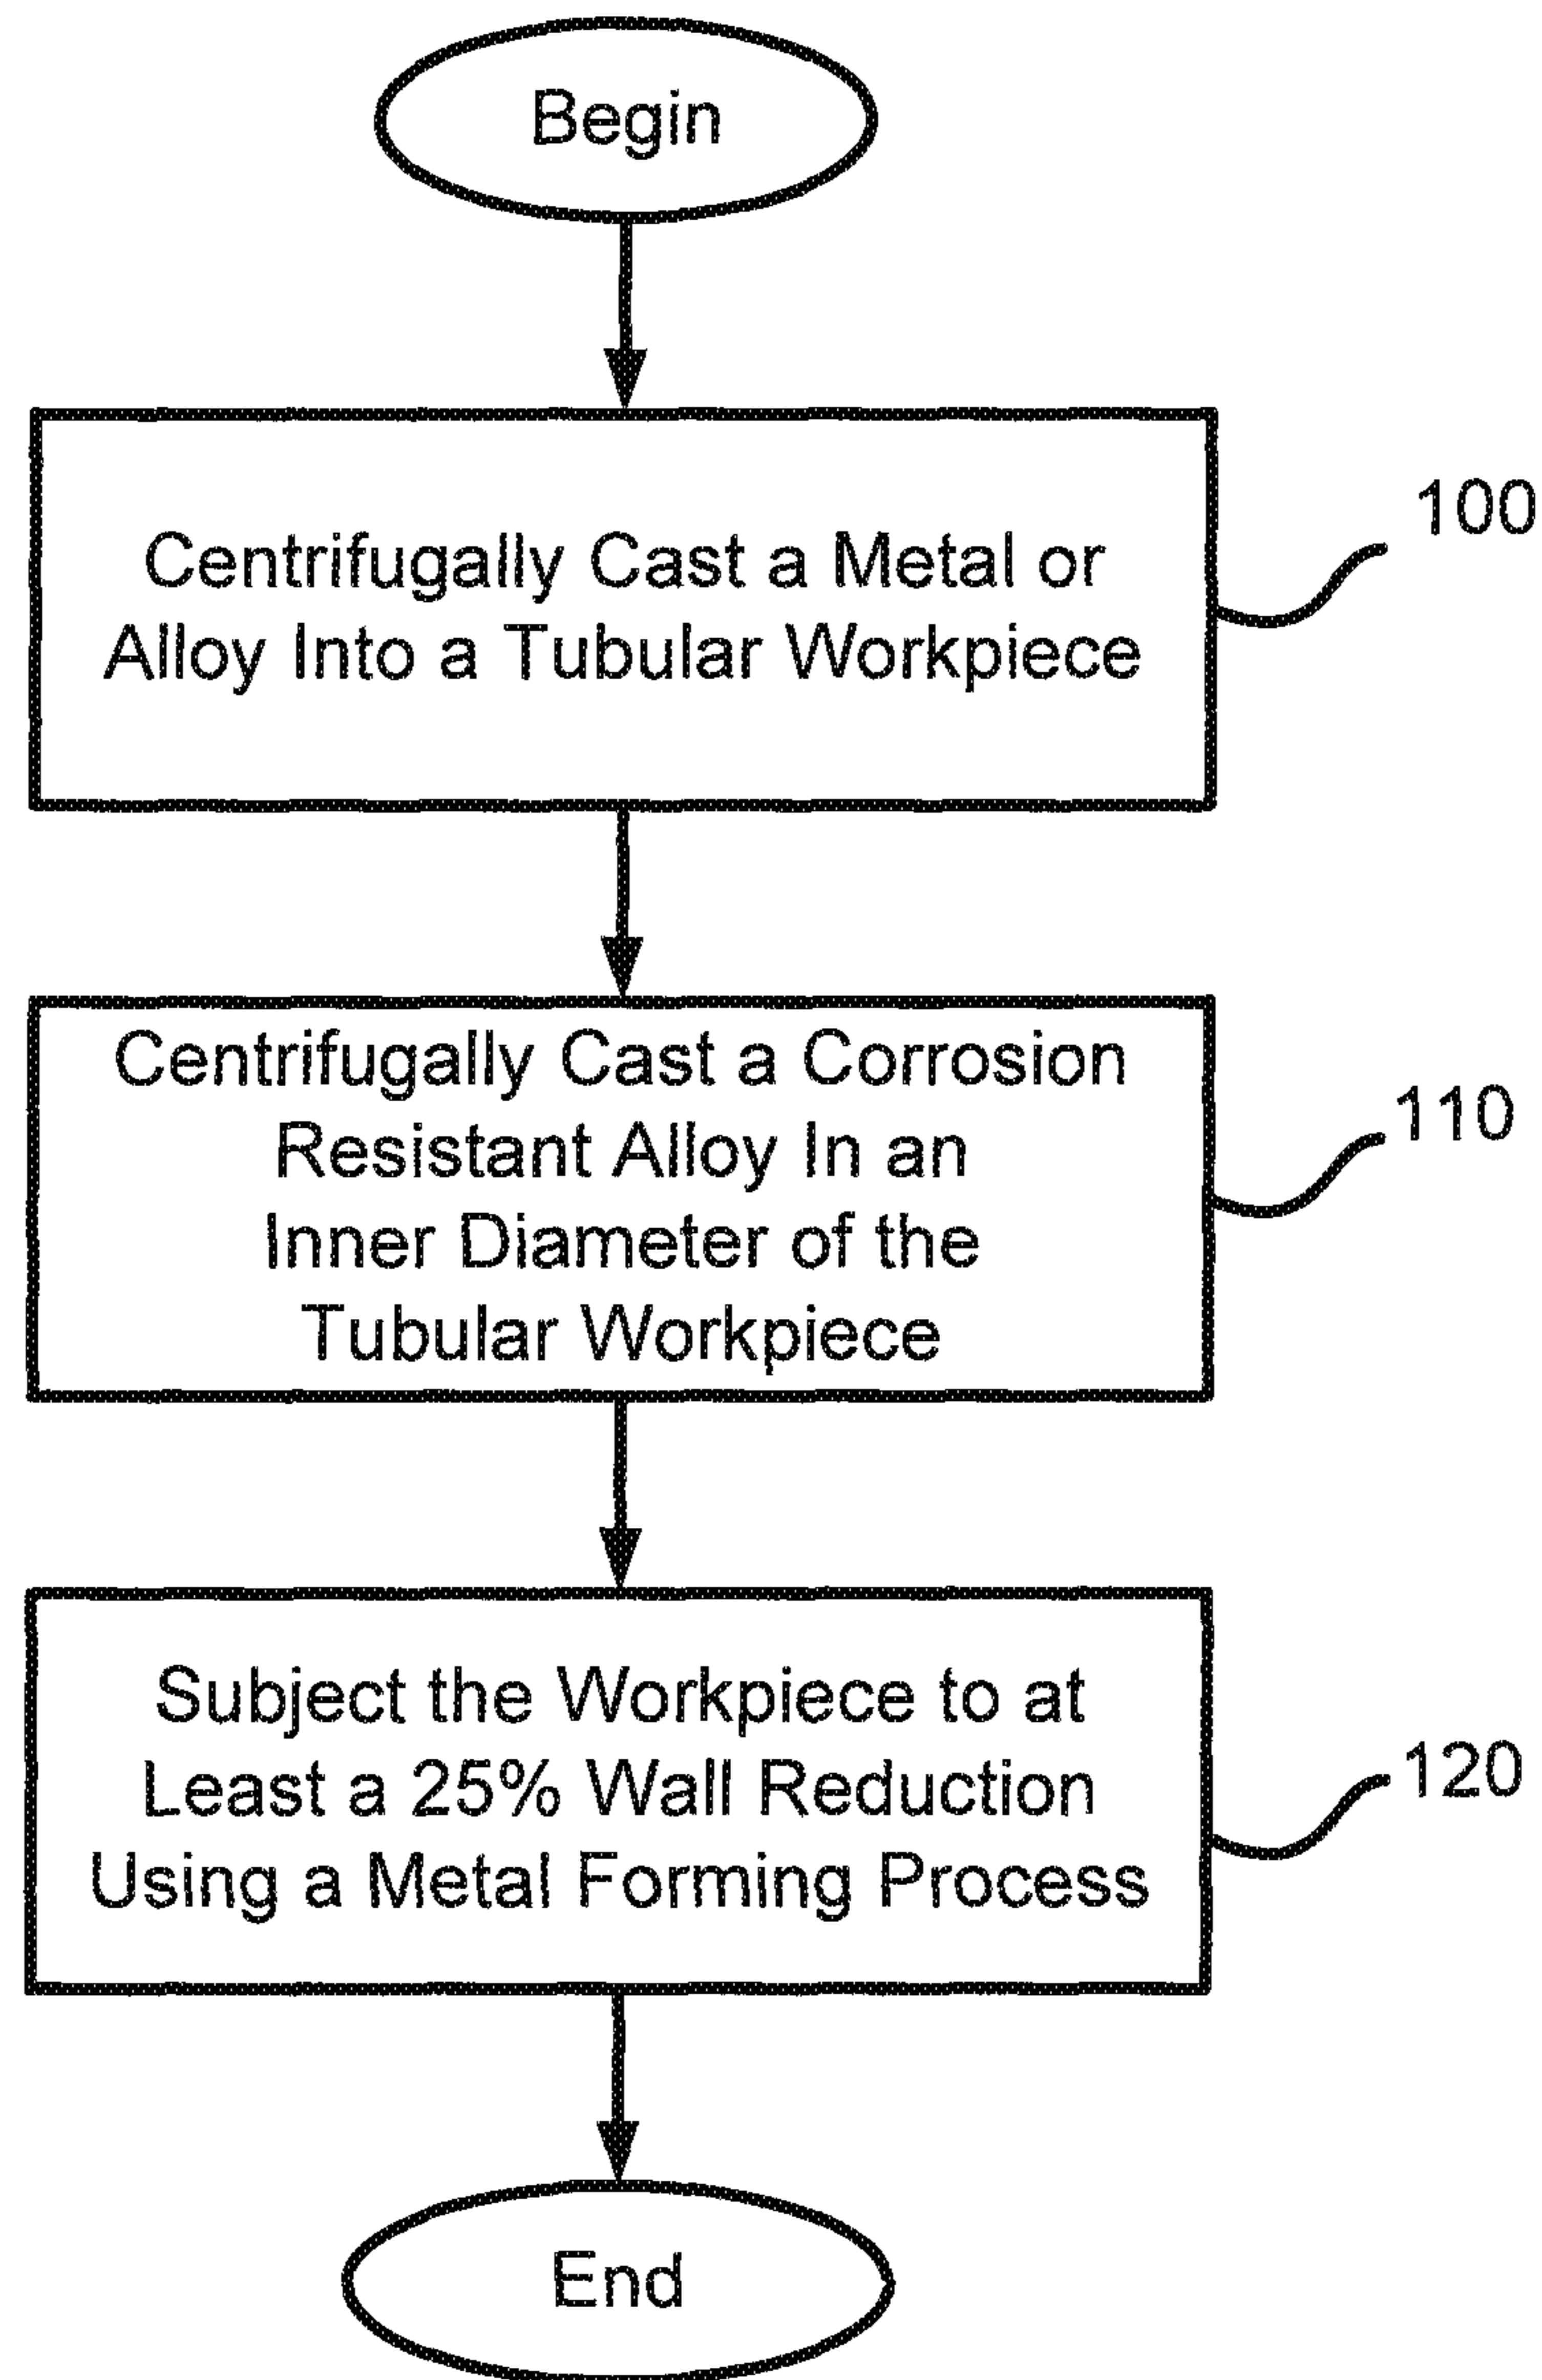 Begin
Centrifugally Cast a Metal or
Alloy Into a Tubular Workpiece
100
Centrifugally Cast a Corrosion
Resistant Alloy In an
Inner Diameter of the
Tubular Workpiece
110
Subject the Workpiece to at
Least a 25% Wall Reduction
Using a Metal Forming Process
120
End